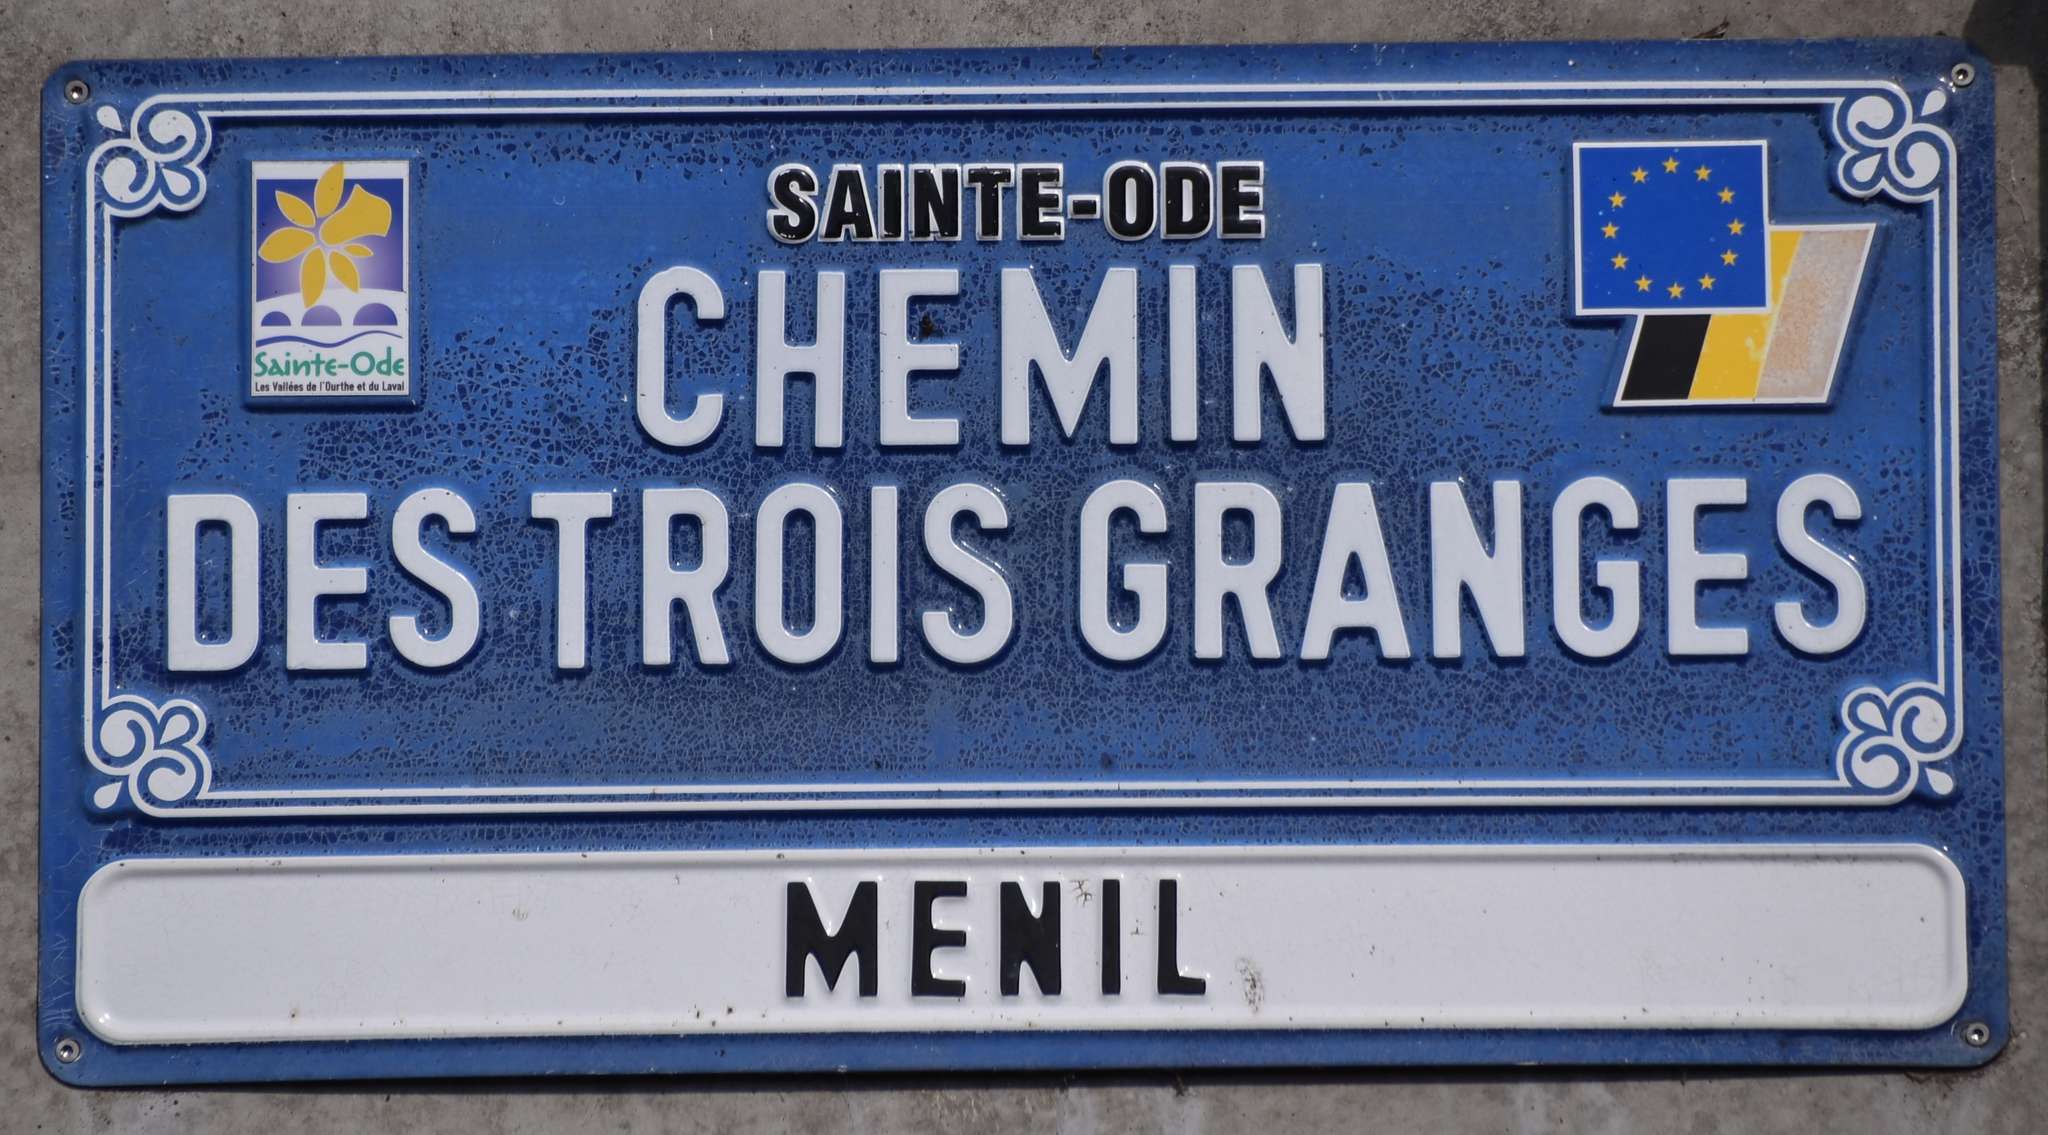 SAINTE-ODE
CHEMIN
DES TROIS GRANGES
Sainte-Ode
Les Vallées de l'Ourthe et du Laval
MENIL